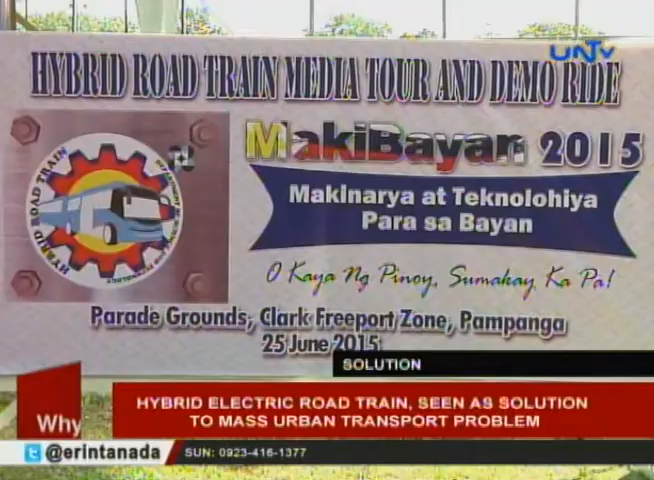 UNTV
HYBRID ROAD TRAIN MEDIA TOUR AND DEMO RIDE
MakiBayan 2015
HYBRID ROAD TRAIN
Makinarya at Teknolohiya
Para sa Bayan
O Kaya Ng Pinoy, Sumakay Ka Pa!
Parade Grounds, Clark Freeport Zone, Pampanga
25 June 2015
SOLUTION
Why
HYBRID ELECTRIC ROAD TRAIN, SEEN AS SOLUTION
TO MASS URBAN TRANSPORT PROBLEM
@erintanada
SUN: 0923-416-1377